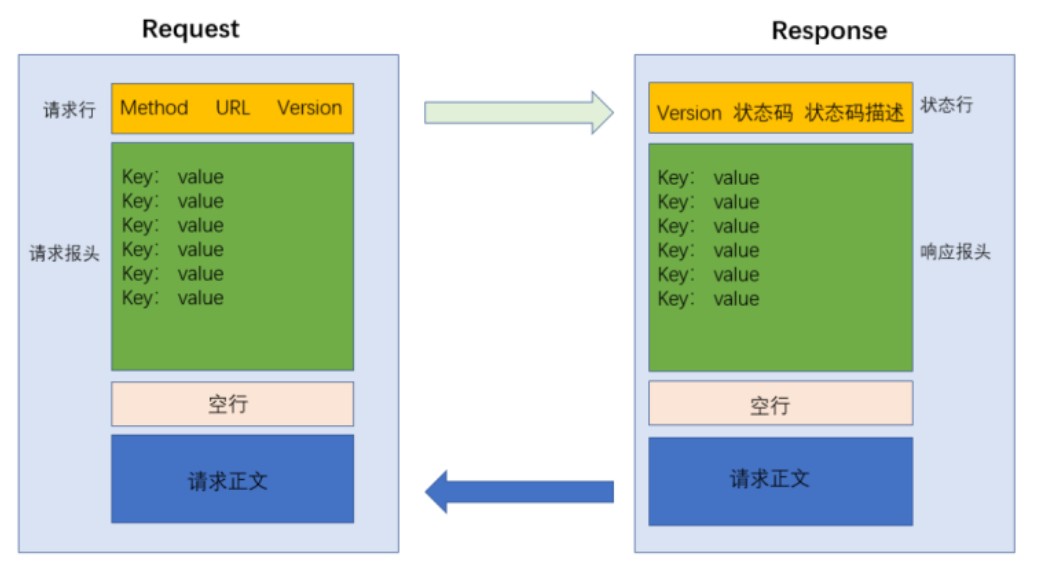 Request
请求行
Method URL Version
请求报头
Key: value
Key: value
Key: value
Key: value
Key: value
Key: value
空行
请求正文
Response
Version 状态码 状态码描述
状态行
Key: value
Key: value
Key: value
Key: value
Key: value
Key: value
响应报头
空行
请求正文